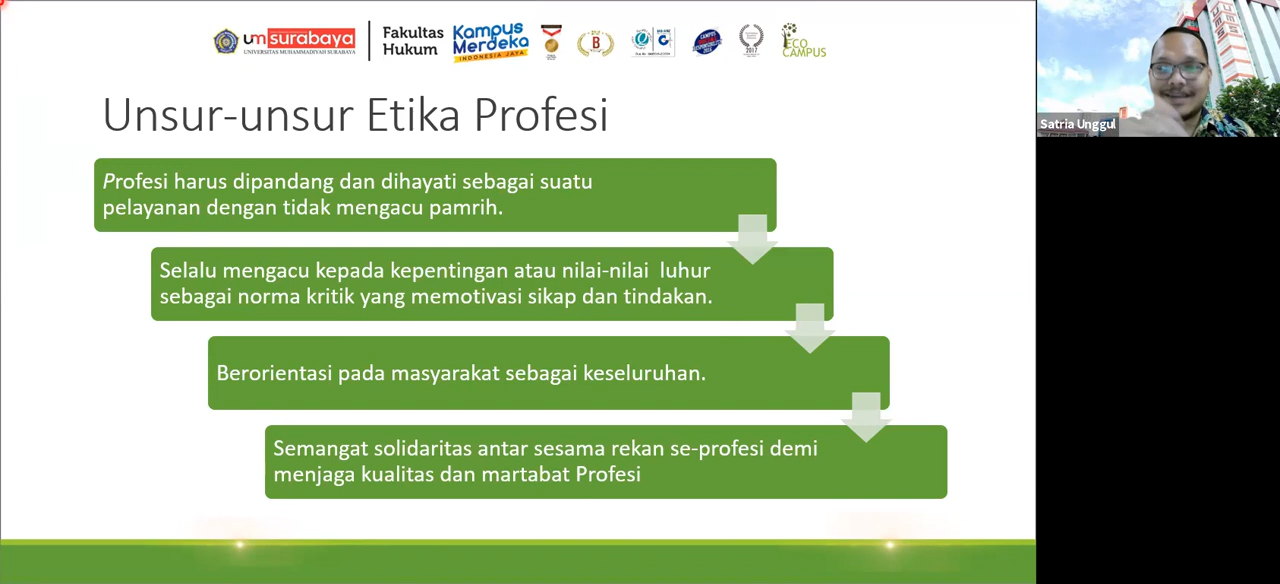 um surabaya
UNIVERSITAS MUHAMMADIYAH SURABAYA
Fakultas
Hukum
Kampus
Merdeka
INDONESIA JAYA
B
2017
ECO
CAMPUS
Satria Unggul
Unsur-unsur Etika Profesi
Profesi harus dipandang dan dihayati sebagai suatu
pelayanan dengan tidak mengacu pamrih.
Selalu mengacu kepada kepentingan atau nilai-nilai luhur
sebagai norma kritik yang memotivasi sikap dan tindakan.
Berorientasi pada masyarakat sebagai keseluruhan.
Semangat solidaritas antar sesama rekan se-profesi demi
menjaga kualitas dan martabat Profesi